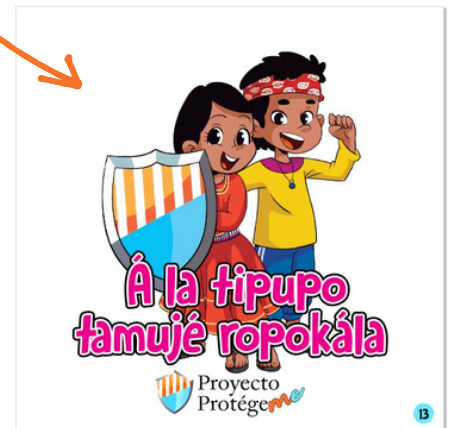 Á la tipupo
tamujé ropokála
Proyecto
Protégeme
13